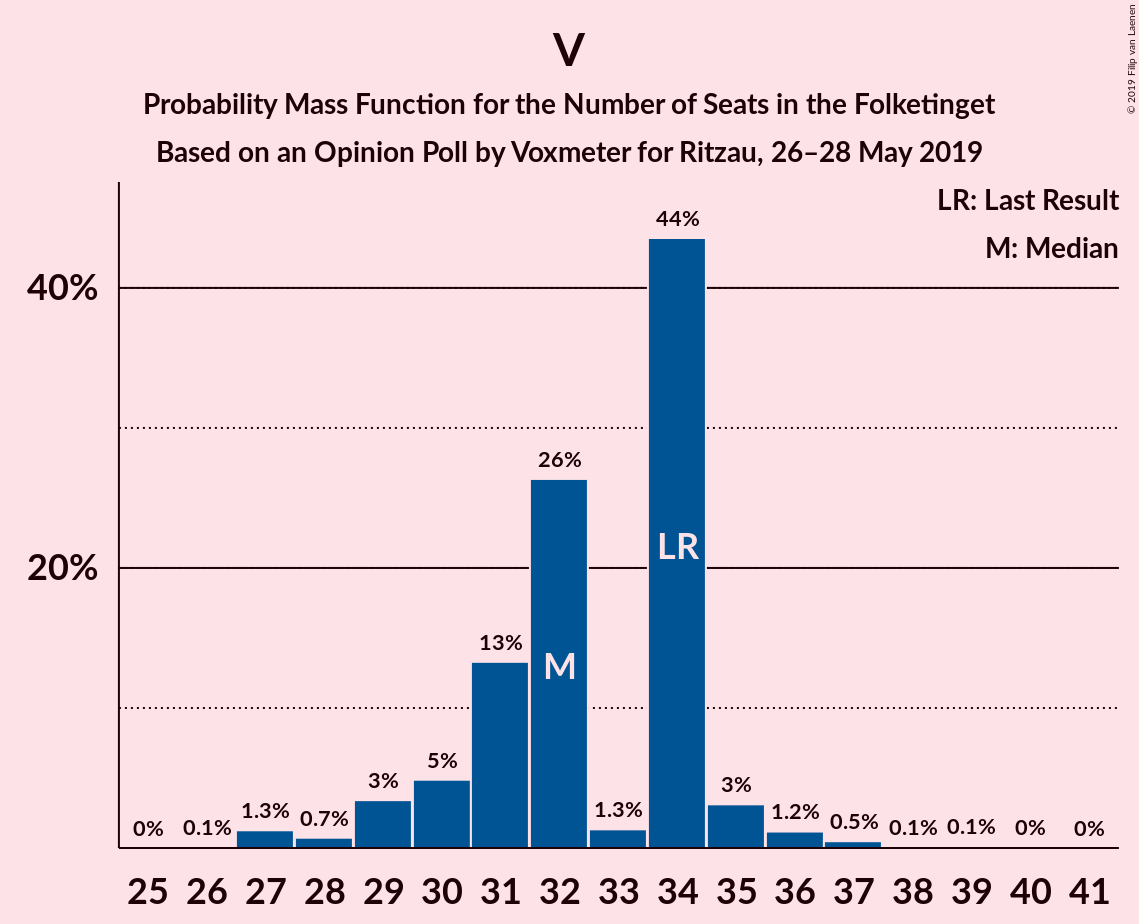 V
Probability Mass Function for the Number of Seats in the Folketinget
Based on an Opinion Poll by Voxmeter for Ritzau, 26–28 May 2019
© 2019 Filip van Laenen
LR: Last Result
M: Median
40%
20%
0%
0.1%
1.3%
0.7%
3%
5%
13%
26%
1.3%
44%
3%
1.2%
0.5%
0.1%
0.1%
0%
0%
M
LR
25 26 27 28 29 30 31 32 33 34 35 36 37 38 39 40 41